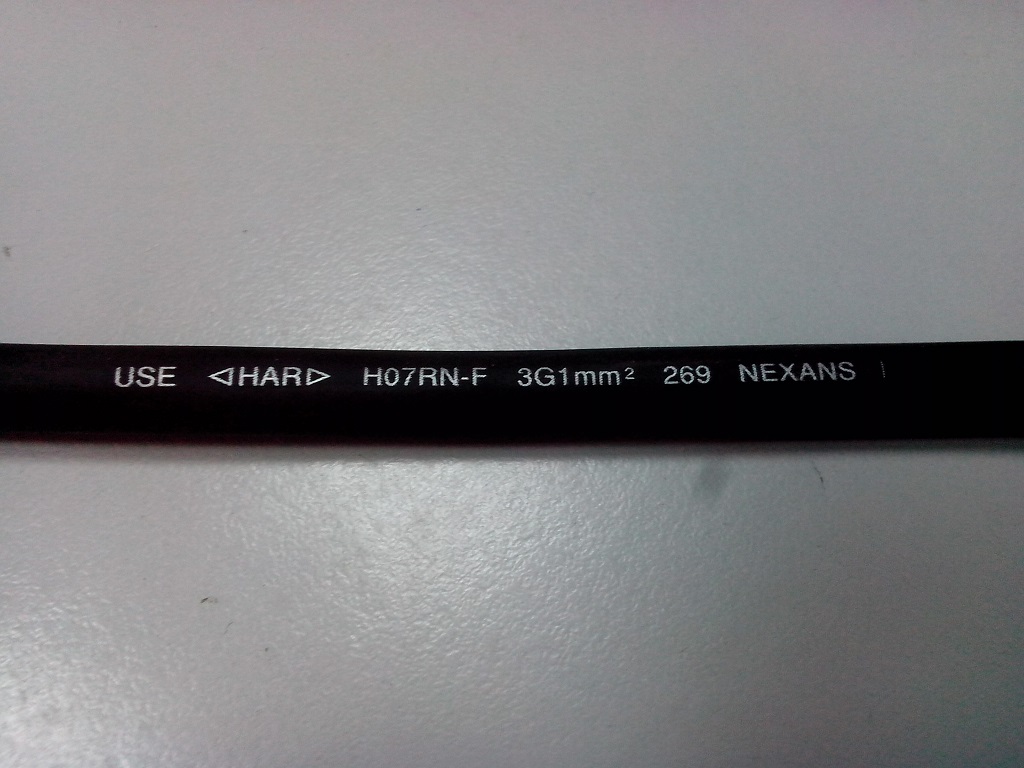 USE ◁HAR▷ H07RN-F 3G1mm² 269 NEXANS